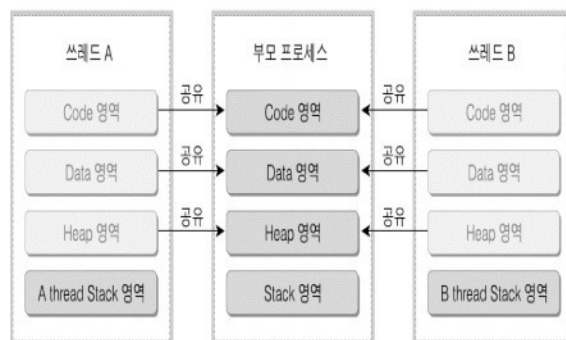 쓰레드 A
부모 프로세스
쓰레드 B
Code 영역
공유
Code 영역
공유
Code 영역
Data 영역
공유
Data 영역
공유
Data 영역
Heap 영역
공유
Heap 영역
공유
Heap 영역
A thread Stack 영역
Stack 영역
B thread Stack 영역